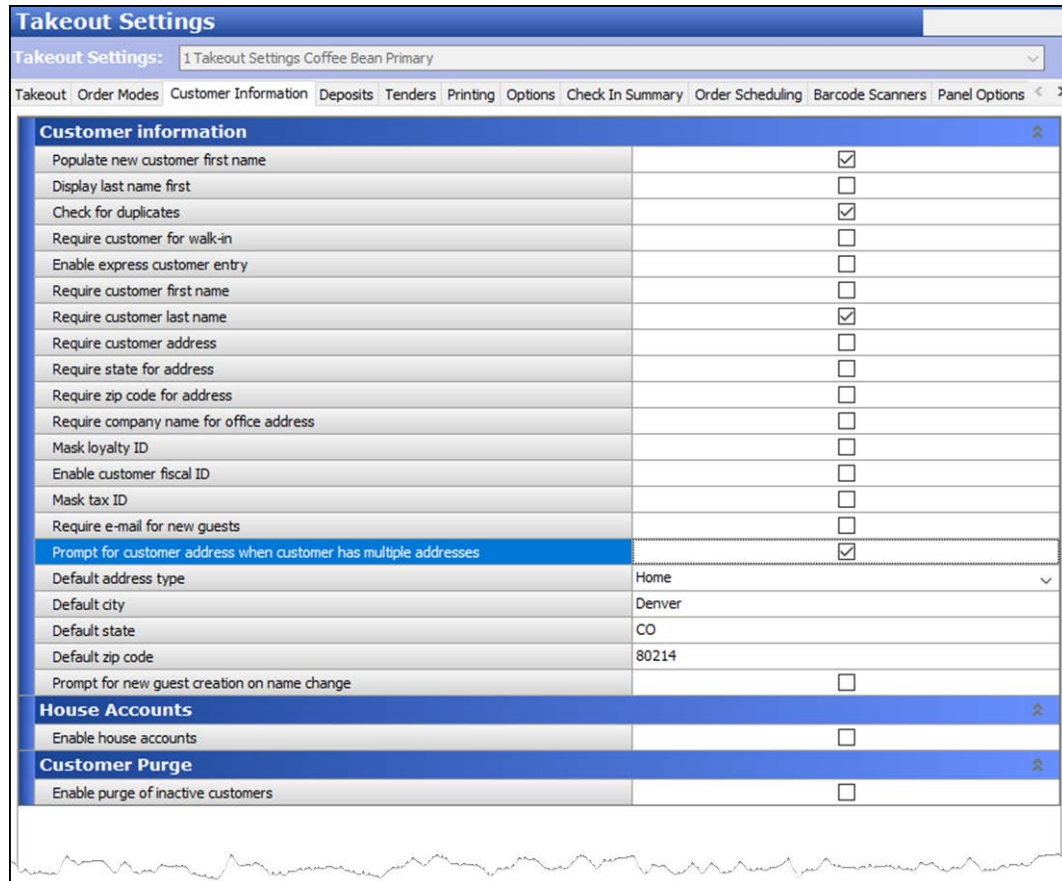 Takeout Settings
Takeout Settings: 1 Takeout Settings Coffee Bean Primary
Takeout Order Modes Customer Information Deposits Tenders Printing Options Check In Summary Order Scheduling Barcode Scanners Panel Options
Customer information
Populate new customer first name
Display last name first
Check for duplicates
Require customer for walk-in
Enable express customer entry
Require customer first name
Require customer last name
Require customer address
Require state for address
Require zip code for address
Require company name for office address
Mask loyalty ID
Enable customer fiscal ID
Mask tax ID
Require e-mail for new guests
Prompt for customer address when customer has multiple addresses
Default address type Home
Default city Denver
Default state CO
Default zip code 80214
Prompt for new guest creation on name change
House Accounts
Enable house accounts
Customer Purge
Enable purge of inactive customers